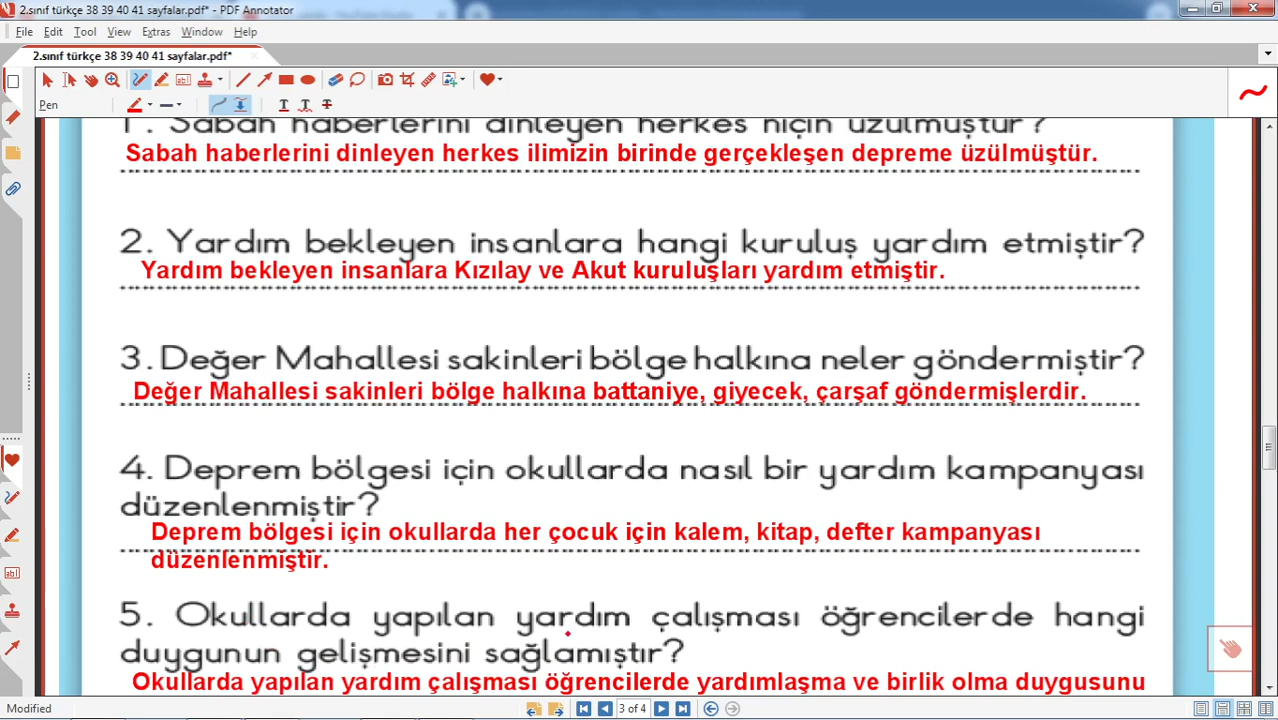 2.sınıf türkçe 38 39 40 41 sayfalar.pdf* - PDF Annotator
File Edit Tool View Extras Window Help
2.sınıf türkçe 38 39 40 41 sayfalar.pdf*
Pen
1. Sabah haberlerini dinleyen herkes niçin üzülmüştür?
Sabah haberlerini dinleyen herkes ilimizin birinde gerçekleşen depreme üzülmüştür.
2. Yardım bekleyen insanlara hangi kuruluş yardım etmiştir?
Yardım bekleyen insanlara Kızılay ve Akut kuruluşları yardım etmiştir.
3. Değer Mahallesi sakinleri bölge halkına neler göndermiştir?
Değer Mahallesi sakinleri bölge halkına battaniye, giyecek, çarşaf göndermişlerdir.
4. Deprem bölgesi için okullarda nasıl bir yardım kampanyası
düzenlenmiştir?
Deprem bölgesi için okullarda her çocuk için kalem, kitap, defter kampanyası
düzenlenmiştir.
5. Okullarda yapılan yardım çalışması öğrencilerde hangi
duygunun gelişmesini sağlamıştır?
Okullarda yapılan yardım çalışması öğrencilerde yardımlaşma ve birlik olma duygusunu
Modified
3 of 4